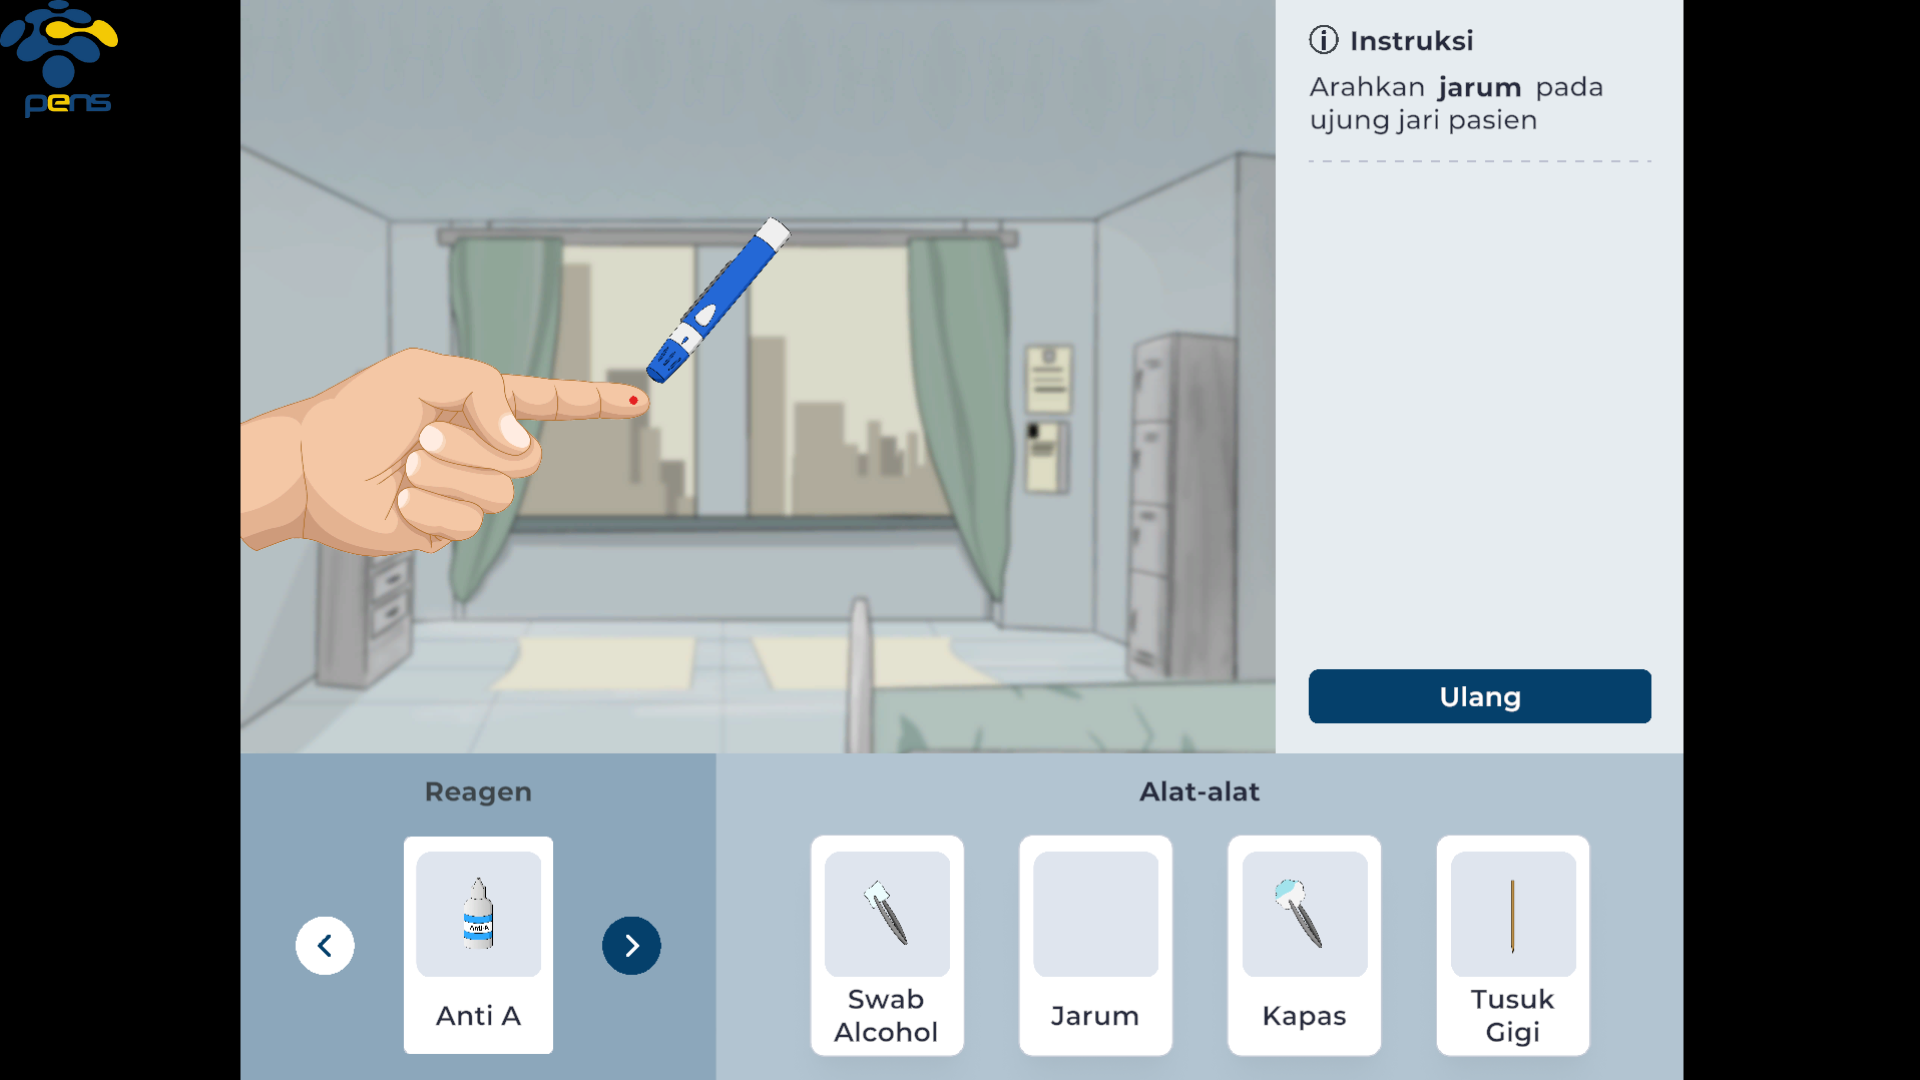 pens
Instruksi
Arahkan jarum pada
ujung jari pasien
Ulang
Reagen
Alat-alat
Anti-A
Anti A
Swab
Alcohol
Jarum
Kapas
Tusuk
Gigi